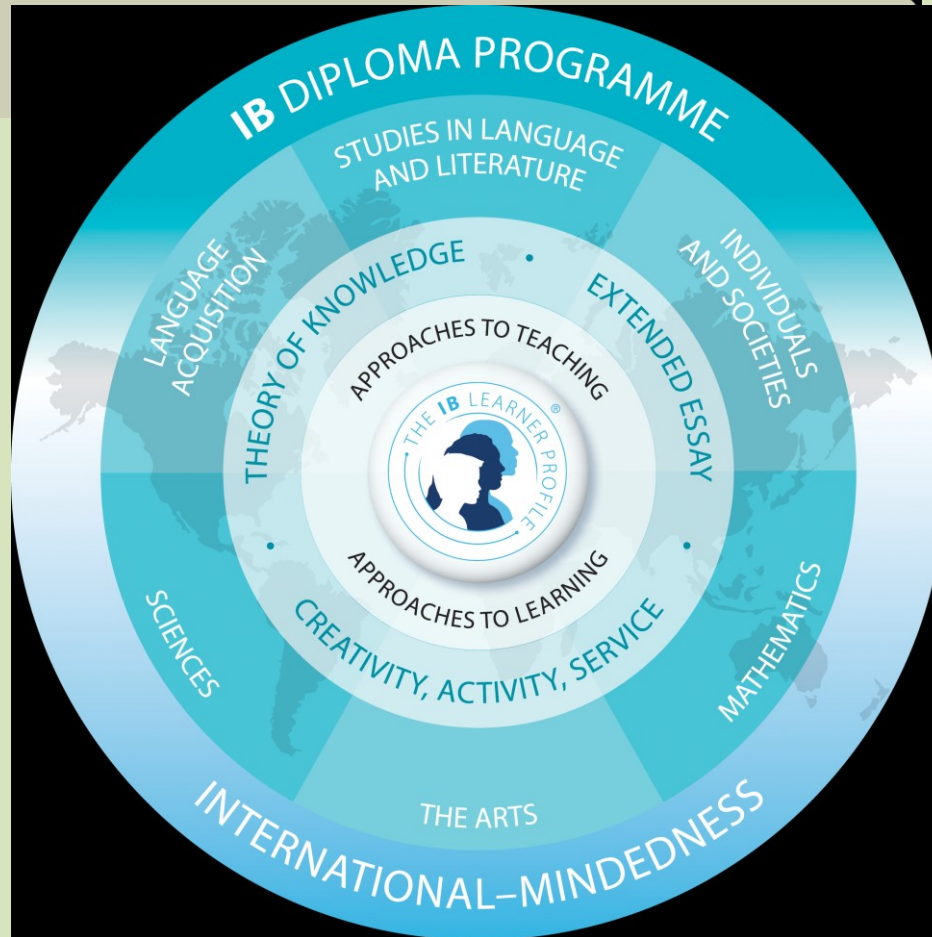 IB DIPLOMA PROGRAMME
STUDIES IN LANGUAGE
AND LITERATURE
LANGUAGE
ACQUISITION
INDIVIDUALS
AND SOCIETIES
THEORY OF KNOWLEDGE
·
EXTENDED ESSAY
APPROACHES TO TEACHING
THE IB LEARNER PROFILE®
APPROACHES TO LEARNING
·
CREATIVITY, ACTIVITY, SERVICE
·
SCIENCES
MATHEMATICS
THE ARTS
INTERNATIONAL–MINDEDNESS